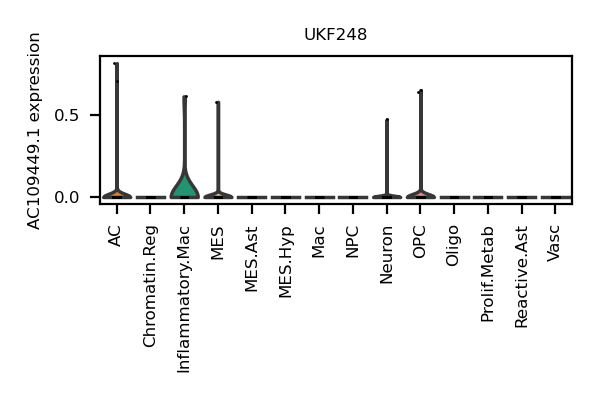 UKF248
AC109449.1 expression
0.5
0.0
AC
Chromatin.Reg
Inflammatory.Mac
MES
MES.Ast
MES.Hyp
Mac
NPC
Neuron
OPC
Oligo
Prolif.Metab
Reactive.Ast
Vasc